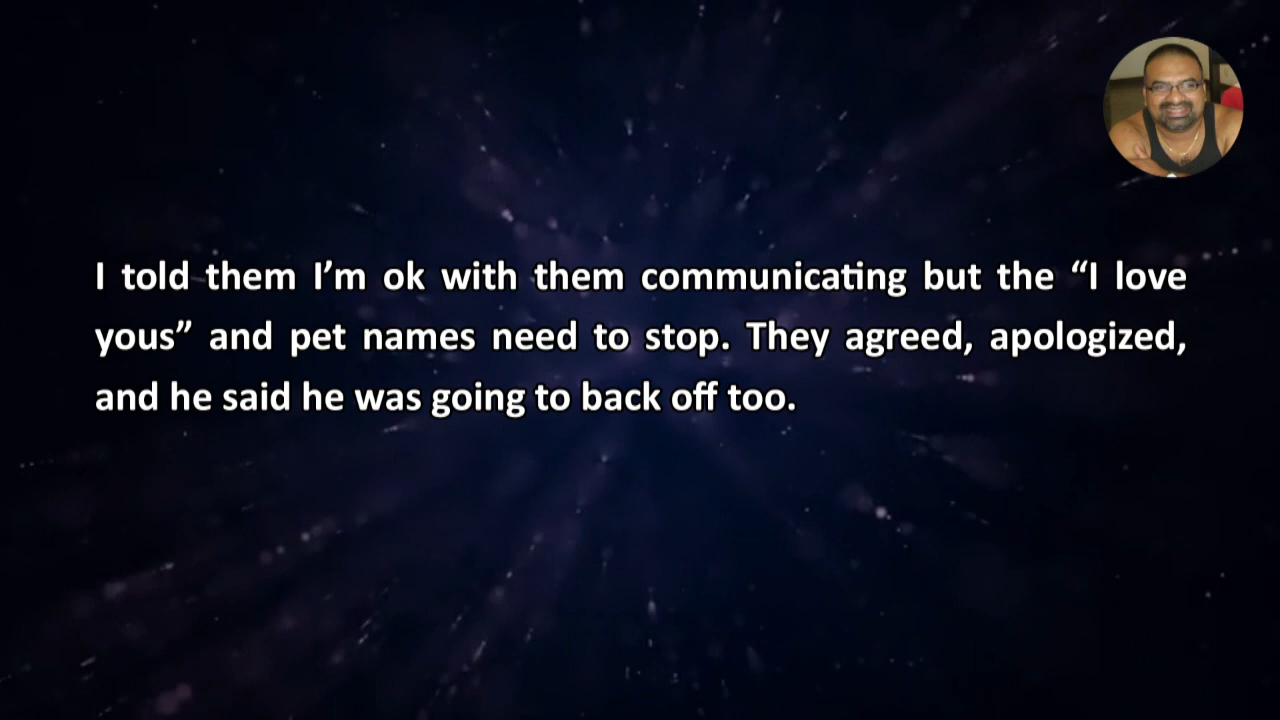 I told them I’m ok with them communicating but the “I love
yous” and pet names need to stop. They agreed, apologized,
and he said he was going to back off too.